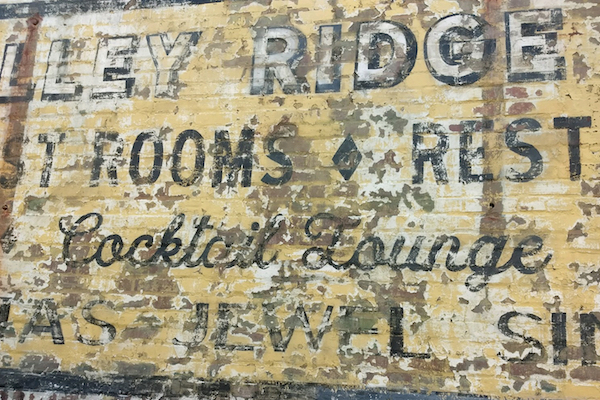 LLEY RIDGE
ST ROOMS ♦ REST
Cocktail Lounge
AS JEWEL SIN